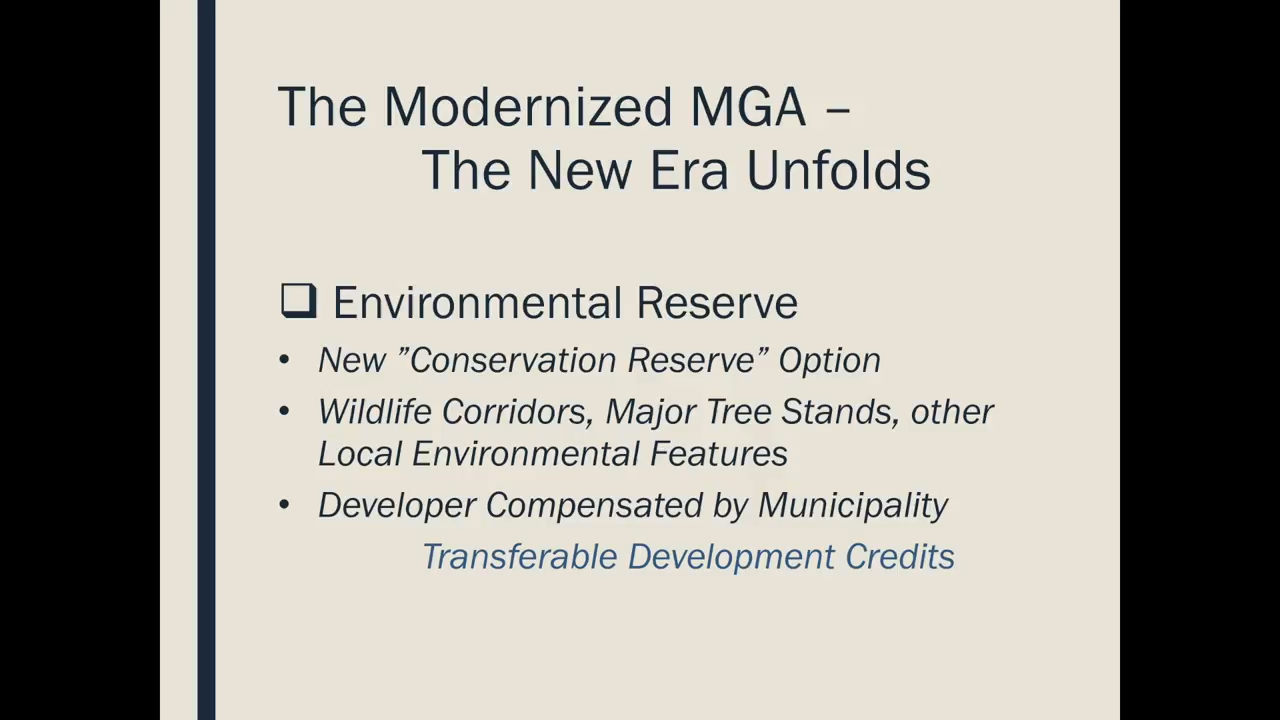 The Modernized MGA –
The New Era Unfolds
❑ Environmental Reserve
• New ”Conservation Reserve” Option
• Wildlife Corridors, Major Tree Stands, other
Local Environmental Features
• Developer Compensated by Municipality
Transferable Development Credits